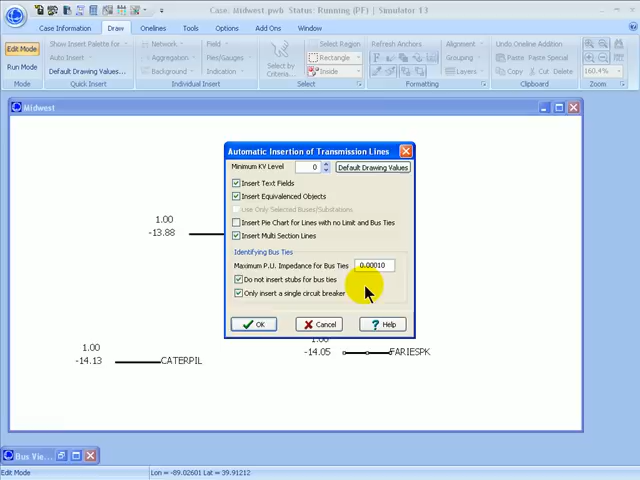 Case: Midwest.pwb Status: Running (PF) | Simulator 13
Case Information
Draw
Onelines
Tools
Options
Add Ons
Window
Edit Mode
Run Mode
Mode
Show Insert Palette for
Auto Insert
Default Drawing Values...
Quick Insert
Network
Aggregation
Background
Field
Pies/Gauges
Individual Insert
Select by
Criteria...
Select Region
Rectangle
Inside
Select
Refresh Anchors
Formatting
Alignment
Grouping
Layers
Undo Oneline Addition
Paste
Paste Special
Copy
Cut
Delete
Clipboard
160.4%
Zoom
Midwest
1.00
-13.88
Automatic Insertion of Transmission Lines
Minimum KV Level
0
Default Drawing Values
Insert Text Fields
Insert Equivalenced Objects
Use Only Selected Buses/Substations
Insert Pie Chart for Lines with no Limit and Bus Ties
Insert Multi Section Lines
Identifying Bus Ties
Maximum P.U. Impedance for Bus Ties
0.00010
Do not insert stubs for bus ties
Only insert a single circuit breaker
OK
Cancel
Help
1.00
-14.13
CATERPIL
1.00
-14.05
FARIESPK
Bus Vie...
Edit Mode
Lon = -89.02601 Lat = 39.91212